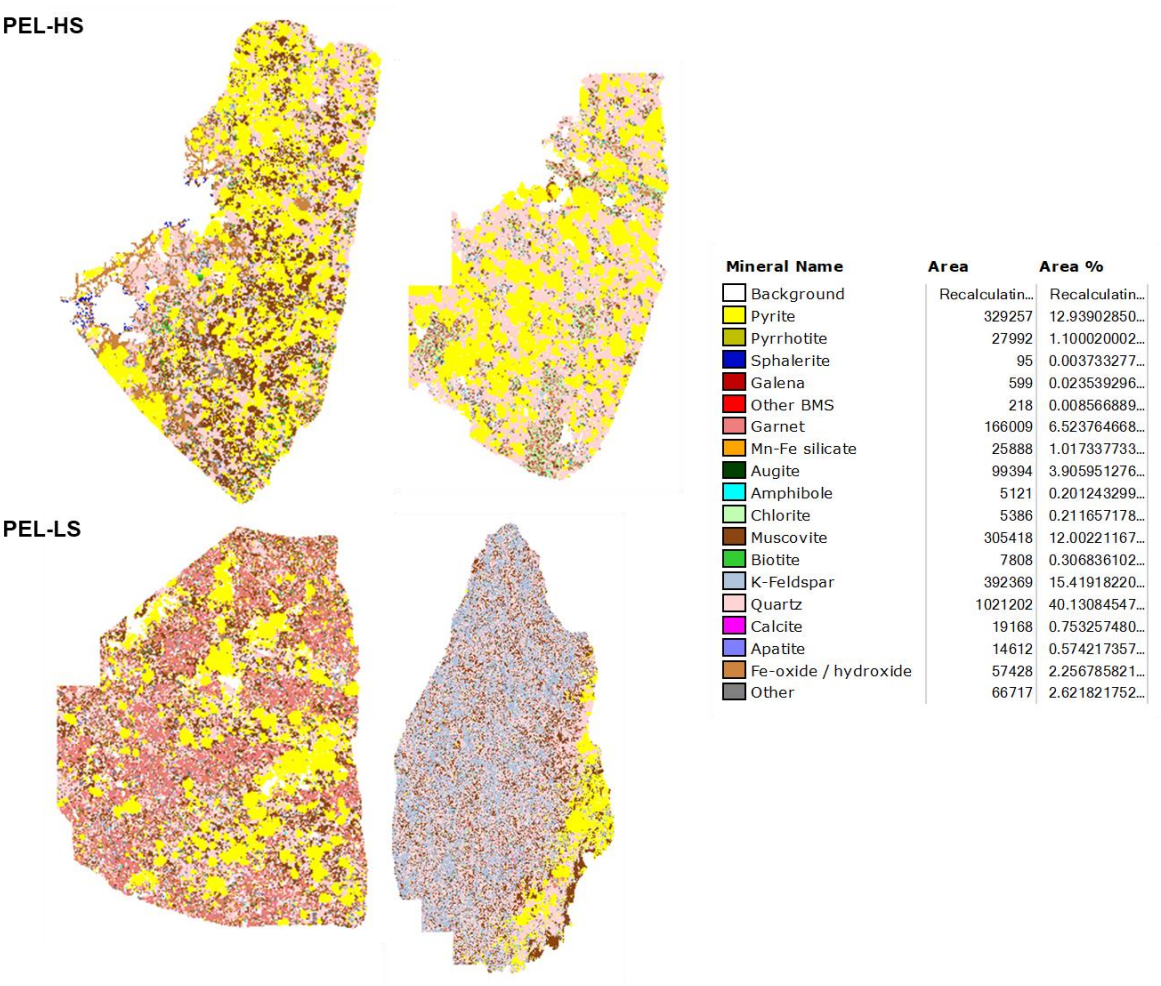 PEL-HS
PEL-LS
Mineral Name Area Area %
Background Recalculatin... Recalculatin...
Pyrite 329257 12.93902850...
Pyrrhotite 27992 1.100020002...
Sphalerite 95 0.003733277...
Galena 599 0.023539296...
Other BMS 218 0.008566889...
Garnet 166009 6.523764668...
Mn-Fe silicate 25888 1.017337733...
Augite 99394 3.905951276...
Amphibole 5121 0.201243299...
Chlorite 5386 0.211657178...
Muscovite 305418 12.00221167...
Biotite 7808 0.306836102...
K-Feldspar 392369 15.41918220...
Quartz 1021202 40.13084547...
Calcite 19168 0.753257480...
Apatite 14612 0.574217357...
Fe-oxide / hydroxide 57428 2.256785821...
Other 66717 2.621821752...